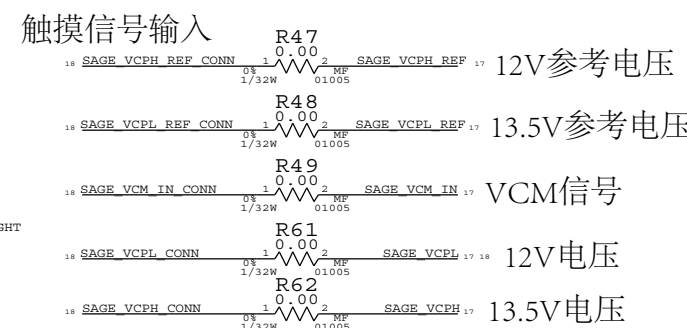 触摸信号输入
R47
0.00
18 SAGE_VCPH_REF_CONN 1 2 SAGE_VCPH_REF 17 12V参考电压
0% MF
1/32W 01005
R48
0.00
18 SAGE_VCPL_REF_CONN 1 2 SAGE_VCPL_REF 17 13.5V参考电压
0% MF
1/32W 01005
R49
0.00
18 SAGE_VCM_IN_CONN 1 2 SAGE_VCM_IN 17 VCM信号
0% MF
1/32W 01005
GHT
R61
0.00
18 SAGE_VCPL_CONN 1 2 SAGE_VCPL 17 18 12V电压
0% MF
1/32W 01005
R62
0.00
18 SAGE_VCPH_CONN 1 2 SAGE_VCPH 17 13.5V电压
0% MF
1/32W 01005